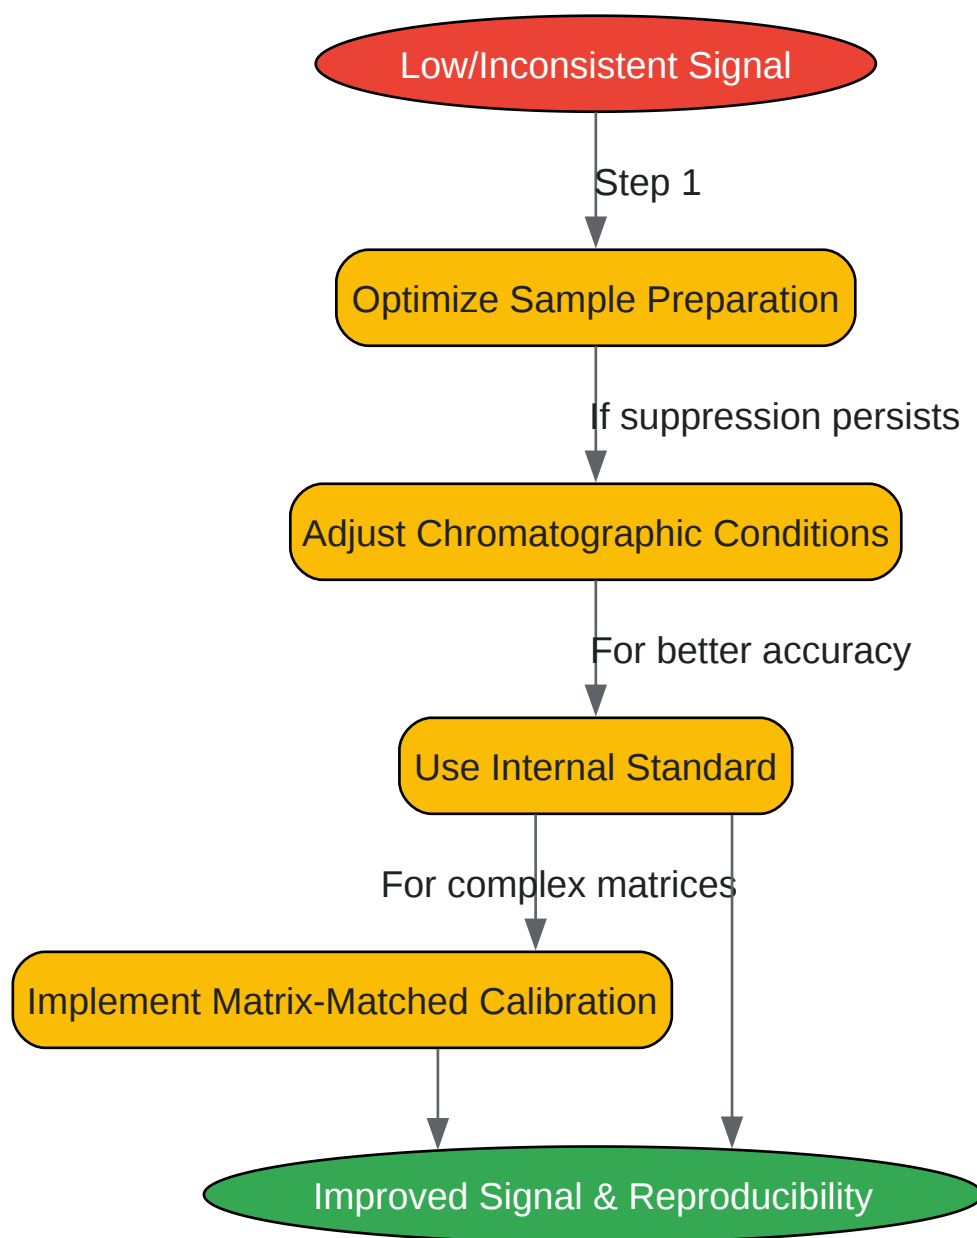 Low/Inconsistent Signal
Step 1
Optimize Sample Preparation
If suppression persists
Adjust Chromatographic Conditions
For better accuracy
Use Internal Standard
For complex matrices
Implement Matrix-Matched Calibration
Improved Signal & Reproducibility